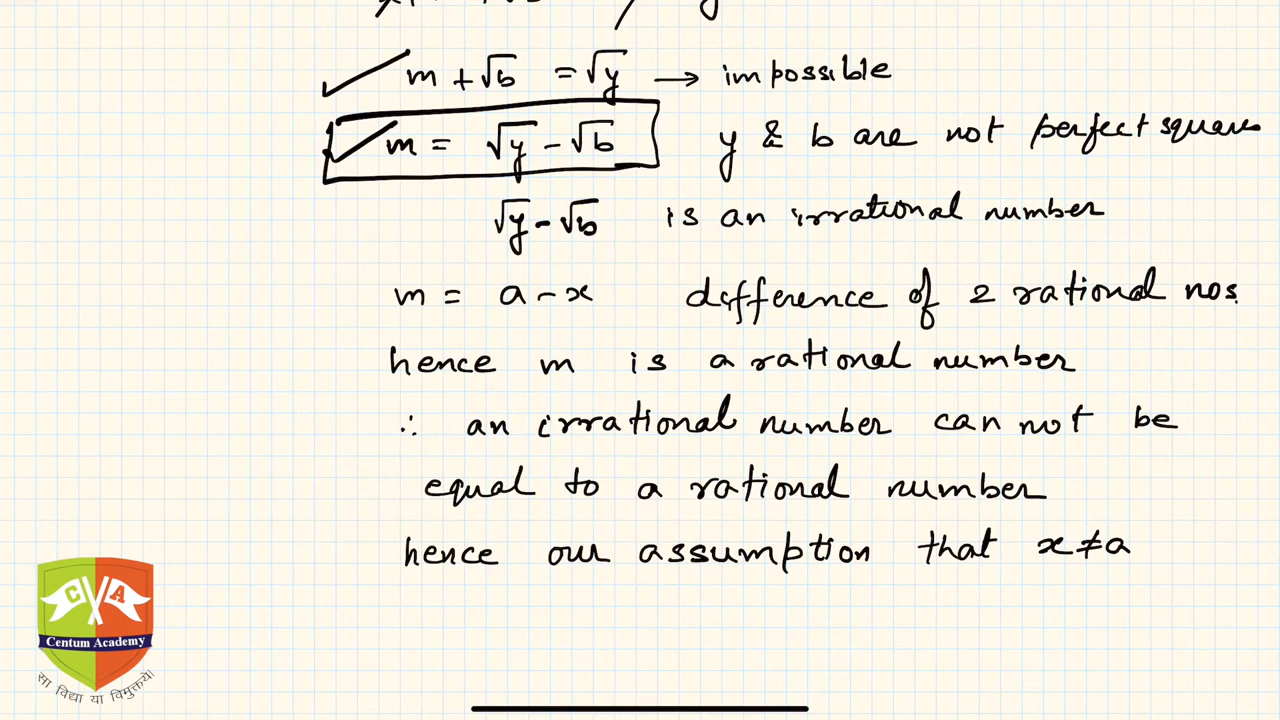 m + √b = √y → impossible
m = √y - √b y & b are not perfect square
√y - √b is an irrational number
m = a - x difference of 2 rational nos.
hence m is a rational number
∴ an irrational number can not be
equal to a rational number
hence our assumption that x ≠ a
C A
Centum Academy
सा विद्या या विमुक्तये।